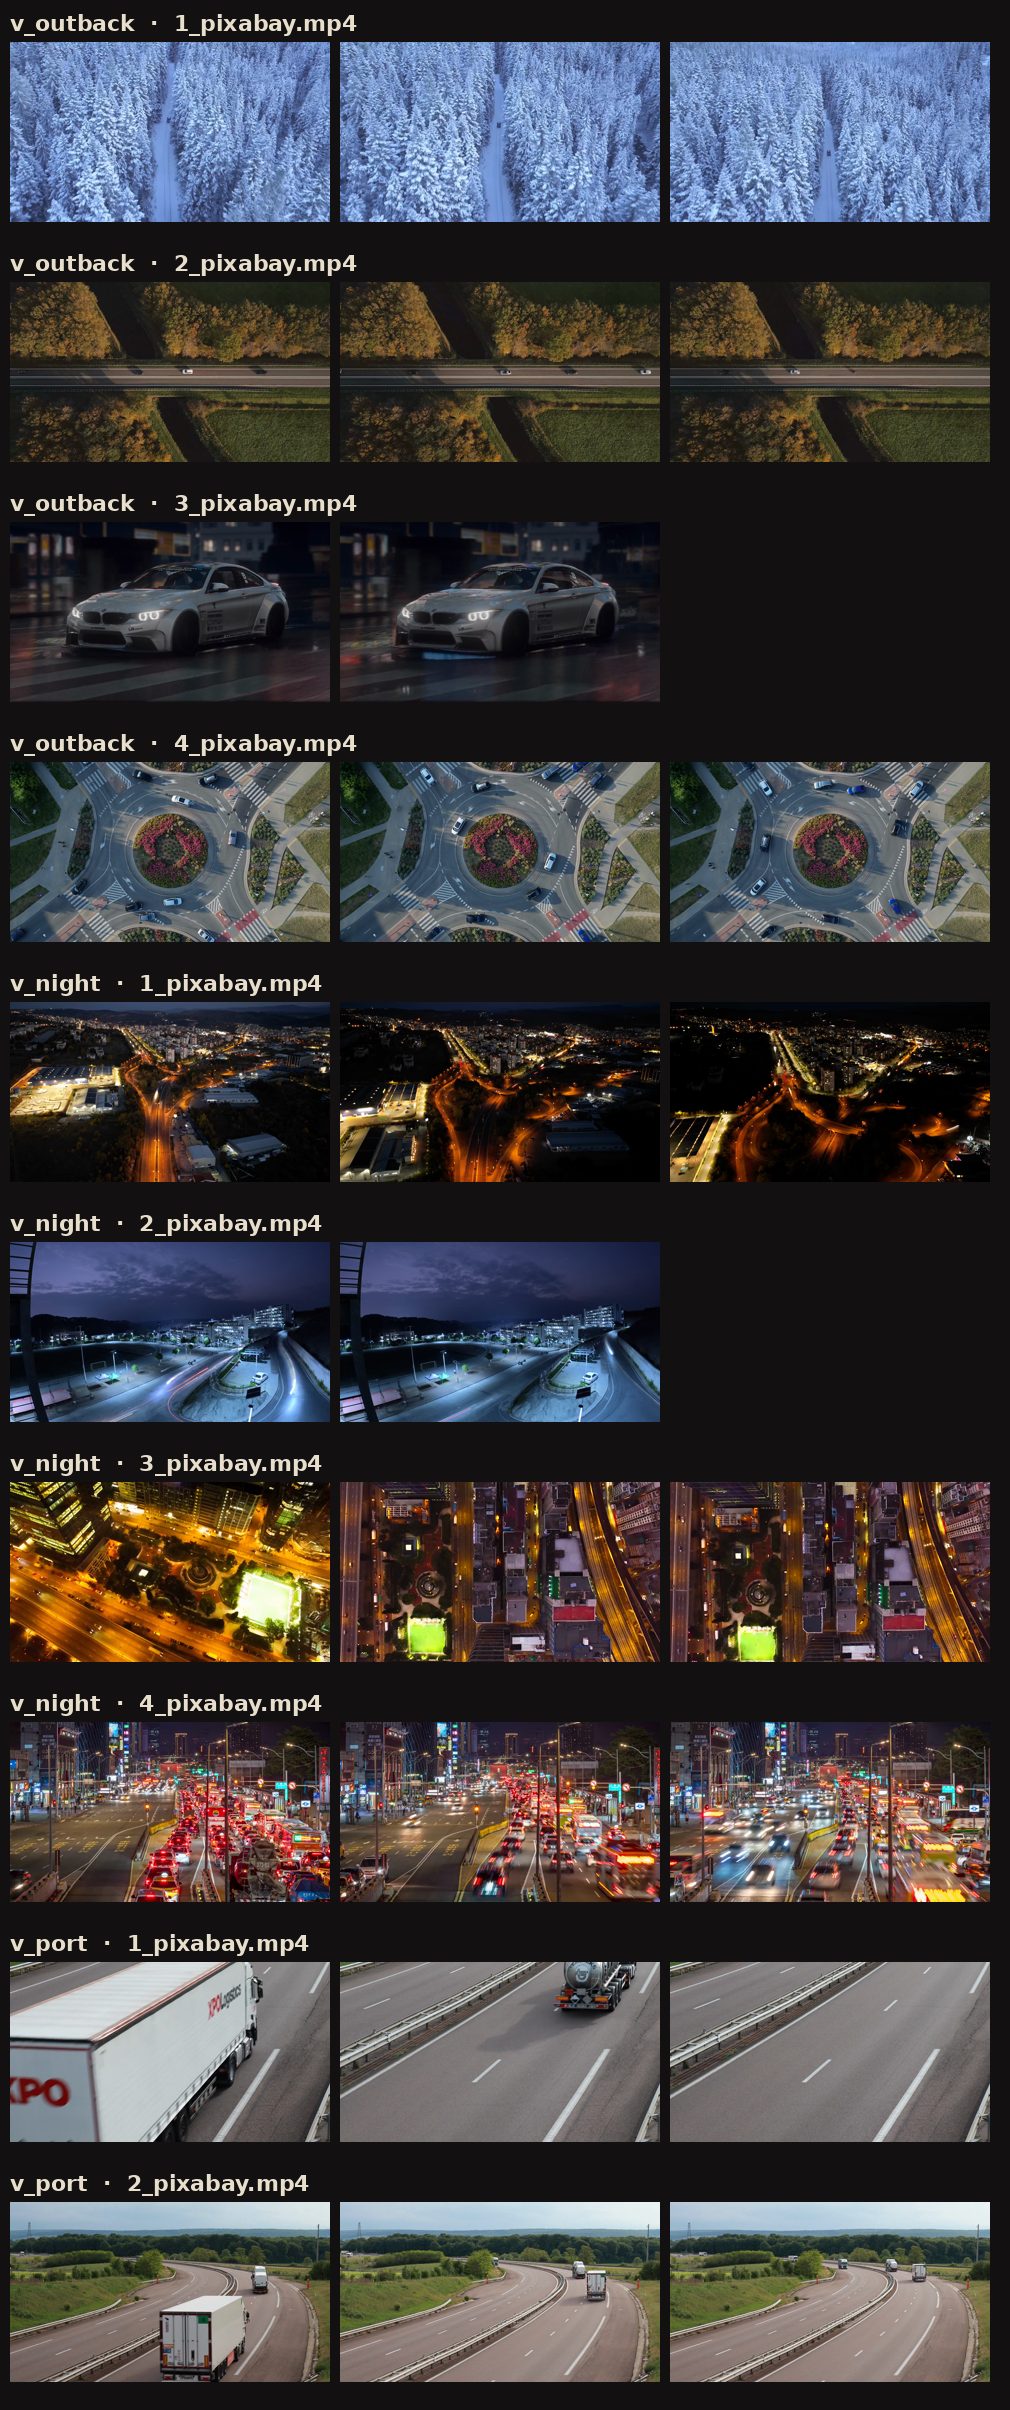 v_outback · 1_pixabay.mp4
v_outback · 2_pixabay.mp4
v_outback · 3_pixabay.mp4
v_outback · 4_pixabay.mp4
v_night · 1_pixabay.mp4
v_night · 2_pixabay.mp4
v_night · 3_pixabay.mp4
v_night · 4_pixabay.mp4
v_port · 1_pixabay.mp4
XPOLogistics
XPO
v_port · 2_pixabay.mp4